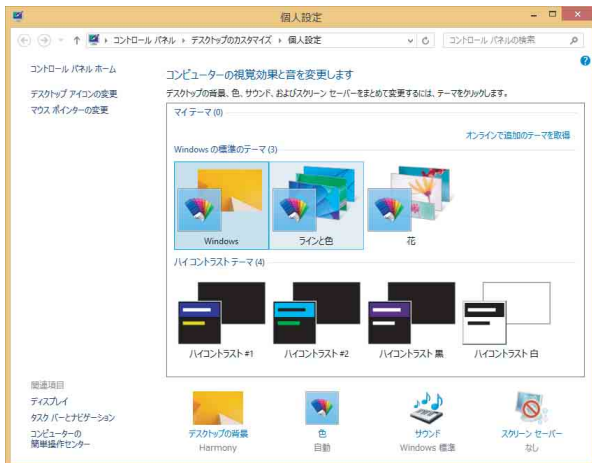 個人設定
コントロール パネル ▸ デスクトップのカスタマイズ ▸ 個人設定
コントロール パネルの検索
コントロール パネル ホーム
デスクトップ アイコンの変更
マウス ポインターの変更
コンピューターの視覚効果と音を変更します
デスクトップの背景、色、サウンド、およびスクリーン セーバーをまとめて変更するには、テーマをクリックします。
マイ テーマ (0)
オンラインで追加のテーマを取得
Windows の標準のテーマ (3)
Windows
ラインと色
花
ハイコントラスト テーマ (4)
ハイコントラスト #1
ハイコントラスト #2
ハイコントラスト 黒
ハイコントラスト 白
関連項目
ディスプレイ
タスク バーとナビゲーション
コンピューターの
簡単操作センター
デスクトップの背景
Harmony
色
自動
サウンド
Windows 標準
スクリーン セーバー
なし